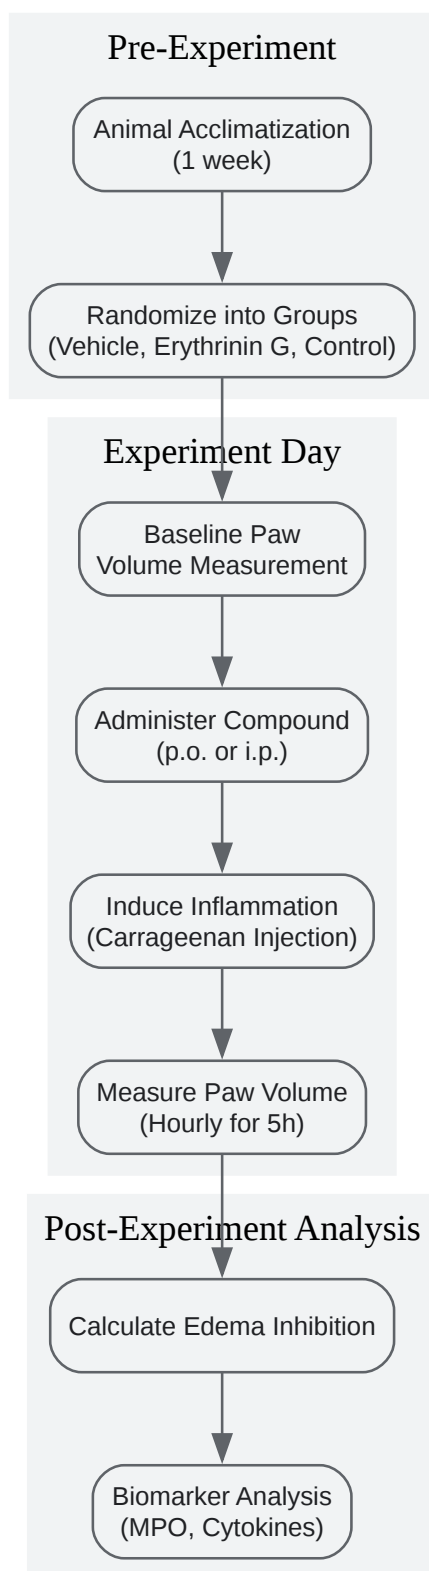 Pre-Experiment
Animal Acclimatization
(1 week)
Randomize into Groups
(Vehicle, Erythrinin G, Control)
Experiment Day
Baseline Paw
Volume Measurement
Administer Compound
(p.o. or i.p.)
Induce Inflammation
(Carrageenan Injection)
Measure Paw Volume
(Hourly for 5h)
Post-Experiment Analysis
Calculate Edema Inhibition
Biomarker Analysis
(MPO, Cytokines)